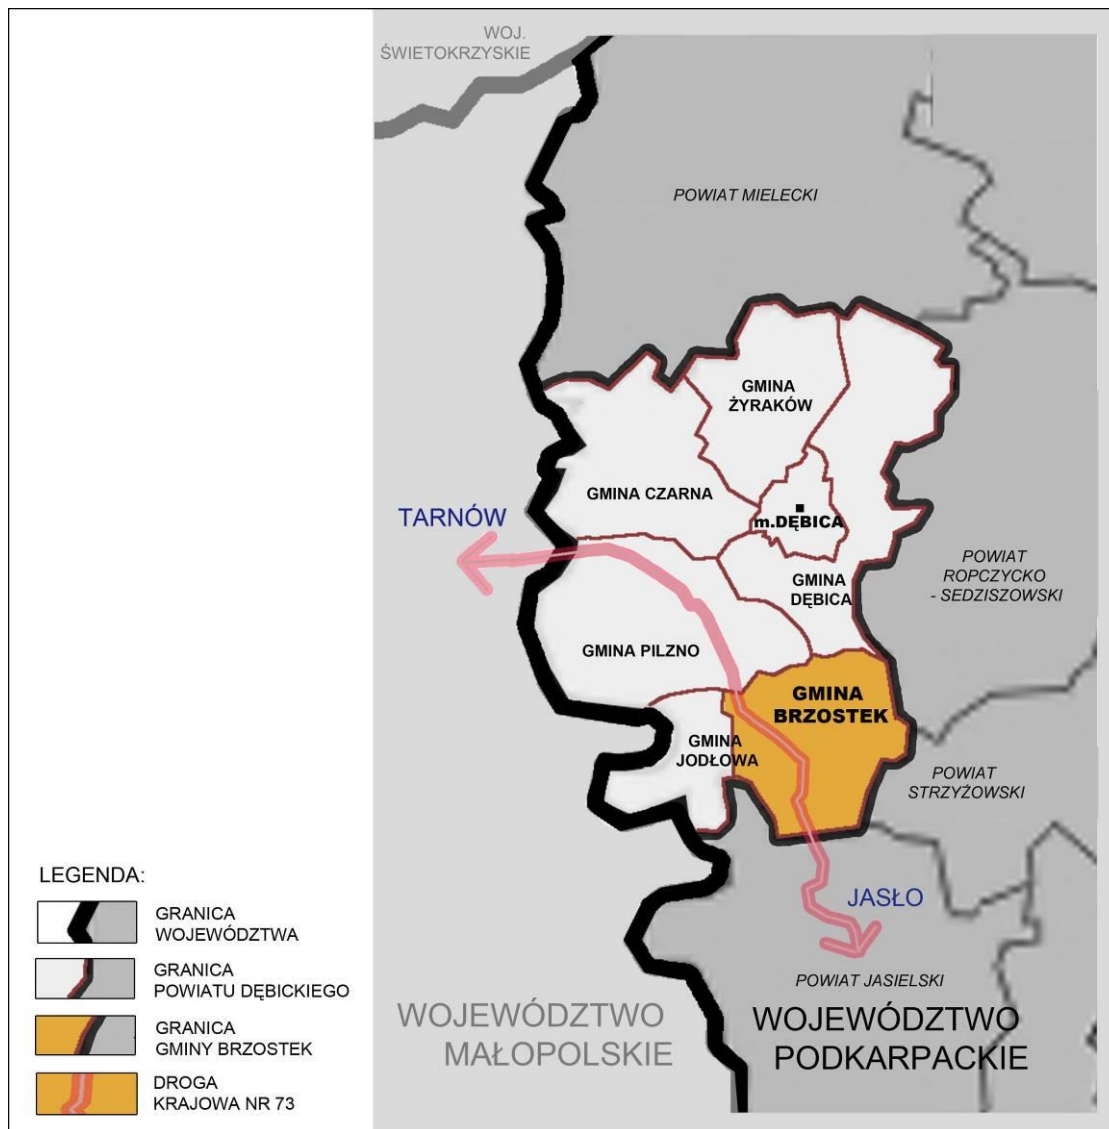 WOJ.
ŚWIETOKRZYSKIE
POWIAT MIELECKI
GMINA
ŻYRAKÓW
GMINA CZARNA
m.DĘBICA
TARNÓW
GMINA
DĘBICA
POWIAT
ROPCZYCKO
- SEDZISZOWSKI
GMINA PILZNO
GMINA
BRZOSTEK
GMINA
JODŁOWA
POWIAT
STRZYŻOWSKI
JASŁO
POWIAT JASIELSKI
WOJEWÓDZTWO
MAŁOPOLSKIE
WOJEWÓDZTWO
PODKARPACKIE
LEGENDA:
GRANICA
WOJEWÓDZTWA
GRANICA
POWIATU DĘBICKIEGO
GRANICA
GMINY BRZOSTEK
DROGA
KRAJOWA NR 73